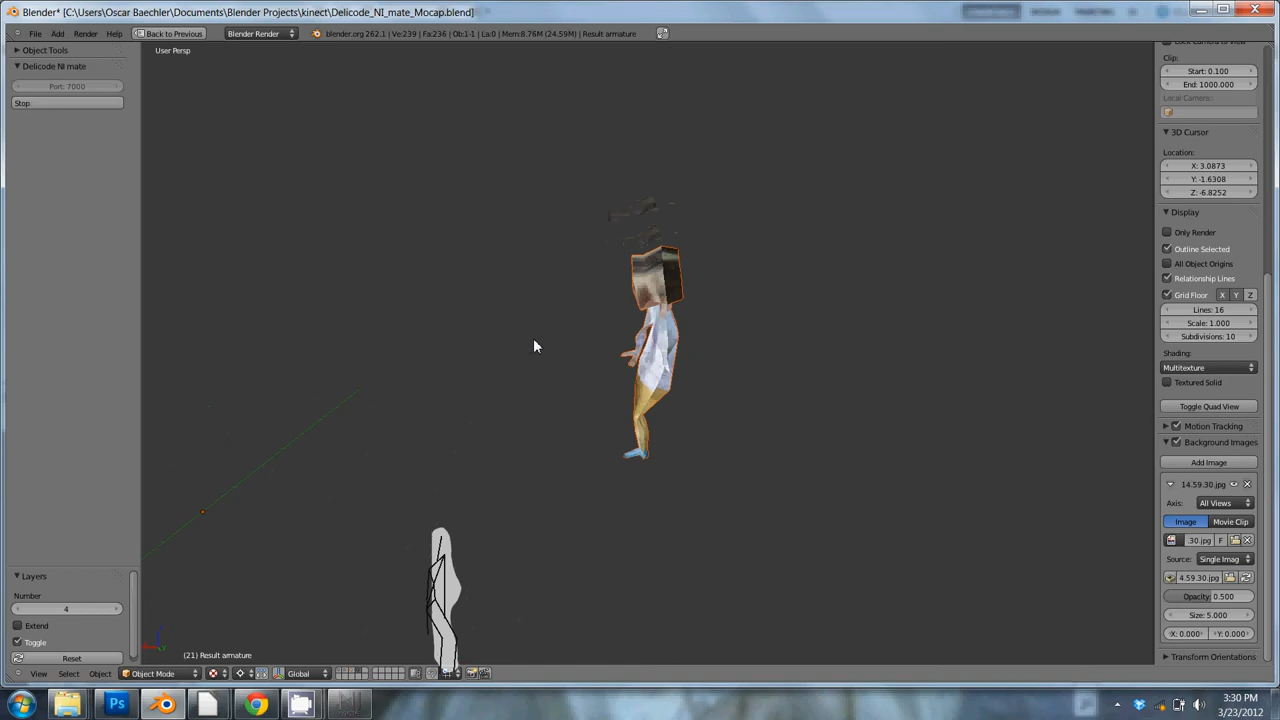 Blender* [C:\Users\Oscar Baechler\Documents\Blender Projects\kinect\Delicode_NI_mate_Mocap.blend]
File Add Render Help Back to Previous Blender Render blender.org 262.1 | Ve:239 | Fa:236 | Ob:1-1 | La:0 | Mem:8.76M (24.59M) | Result armature
Object Tools
Delicode NI mate
Port: 7000
Stop
User Persp
Clip:
Start: 0.100
End: 1000.000
Local Camera:
3D Cursor
Location:
X: 3.0873
Y: -1.6308
Z: -6.8252
Display
Only Render
Outline Selected
All Object Origins
Relationship Lines
Grid Floor X Y Z
Lines: 16
Scale: 1.000
Subdivisions: 10
Shading:
Multitexture
Textured Solid
Toggle Quad View
Motion Tracking
Background Images
Add Image
14.59.30.jpg
Axis: All Views
Image Movie Clip
.30.jpg F
Source: Single Imag
4.59.30.jpg
Opacity: 0.500
Size: 5.000
X: 0.000 Y: 0.000
Transform Orientations
Layers
Number
4
Extend
Toggle
Reset
(21) Result armature
View Select Object Object Mode Global
Ps
3:30 PM
3/23/2012